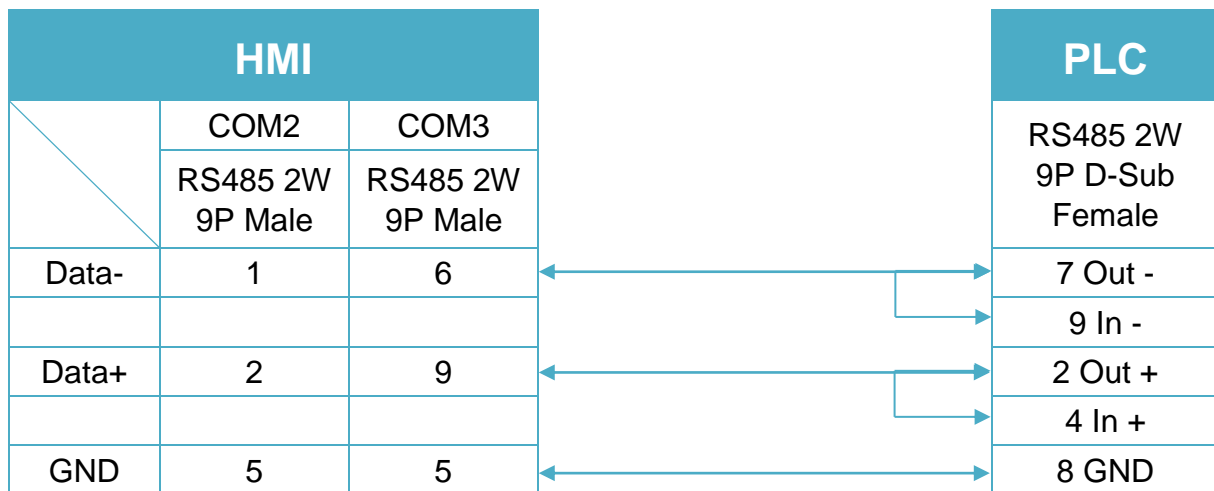 HMI
PLC
COM2 COM3
RS485 2W
9P D-Sub
Female
RS485 2W RS485 2W
9P Male 9P Male
Data- 1 6 7 Out -
9 In -
Data+ 2 9 2 Out +
4 In +
GND 5 5 8 GND